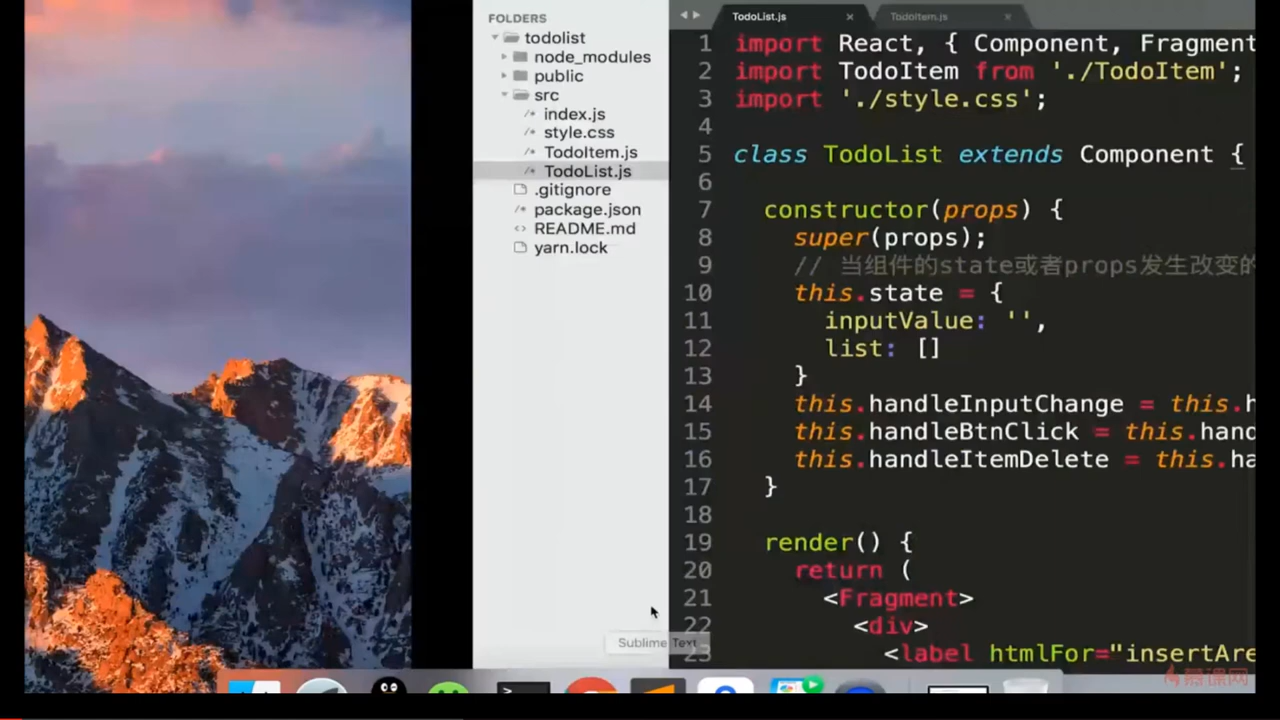 FOLDERS
todolist
node_modules
public
src
index.js
style.css
TodoItem.js
TodoList.js
.gitignore
package.json
README.md
yarn.lock
TodoList.js
TodoItem.js
1 import React, { Component, Fragment
2 import TodoItem from './TodoItem';
3 import './style.css';
4
5 class TodoList extends Component {
6
7 constructor(props) {
8 super(props);
9 // 当组件的state或者props发生改变的
10 this.state = {
11 inputValue: '',
12 list: []
13 }
14 this.handleInputChange = this.h
15 this.handleBtnClick = this.hand
16 this.handleItemDelete = this.ha
17 }
18
19 render() {
20 return (
21 <Fragment>
22 <div>
23 <label htmlFor="insertAre
Sublime Text
慕课网